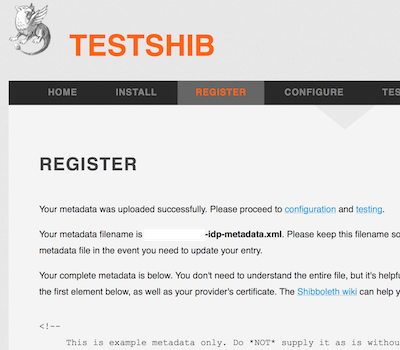 TESTSHIB
HOME INSTALL REGISTER CONFIGURE TES
REGISTER
Your metadata was uploaded successfully. Please proceed to configuration and testing.
Your metadata filename is -idp-metadata.xml. Please keep this filename so
metadata file in the event you need to update your entry.
Your complete metadata is below. You don't need to understand the entire file, but it's helpfu
the first element below, as well as your provider's certificate. The Shibboleth wiki can help y
<!--
This is example metadata only. Do *NOT* supply it as is withou